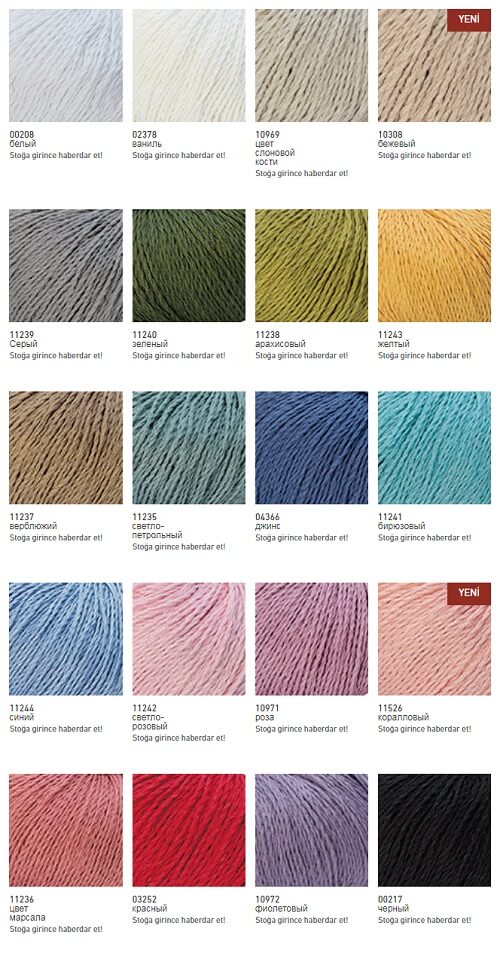 YENİ
00208
белый
Stoğa girince haberdar et!
02378
ваниль
Stoğa girince haberdar et!
10969
цвет
слоновой
кости
Stoğa girince haberdar et!
10308
бежевый
Stoğa girince haberdar et!
11239
Серый
Stoğa girince haberdar et!
11240
зеленый
Stoğa girince haberdar et!
11238
арахисовый
Stoğa girince haberdar et!
11243
желтый
Stoğa girince haberdar et!
11237
верблюжий
Stoğa girince haberdar et!
11235
светло-
петрольный
Stoğa girince haberdar et!
04366
джинс
Stoğa girince haberdar et!
11241
бирюзовый
Stoğa girince haberdar et!
YENİ
11244
синий
Stoğa girince haberdar et!
11242
светло-
розовый
Stoğa girince haberdar et!
10971
роза
Stoğa girince haberdar et!
11526
коралловый
Stoğa girince haberdar et!
11236
цвет
марсала
Stoğa girince haberdar et!
03252
красный
Stoğa girince haberdar et!
10972
фиолетовый
Stoğa girince haberdar et!
00217
черный
Stoğa girince haberdar et!